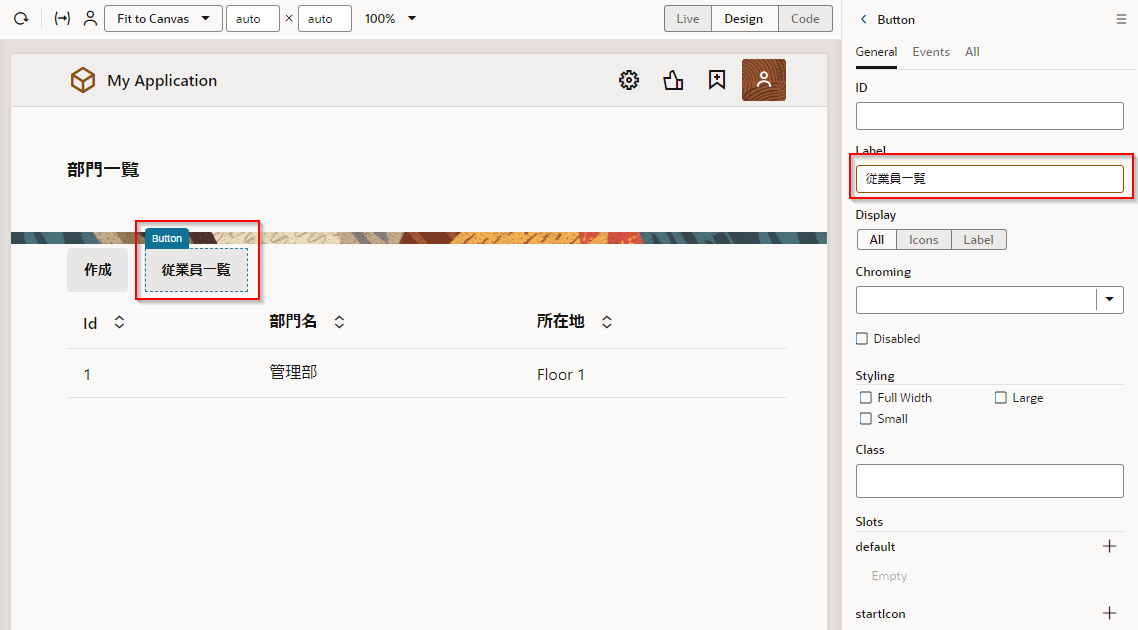 Fit to Canvas auto × auto 100% Live Design Code
My Application
部門一覧
Button
作成 従業員一覧
Id 部門名 所在地
1 管理部 Floor 1
Button
General Events All
ID
Label
従業員一覧
Display
All Icons Label
Chroming
Disabled
Styling
Full Width Large
Small
Class
Slots
default
Empty
startIcon